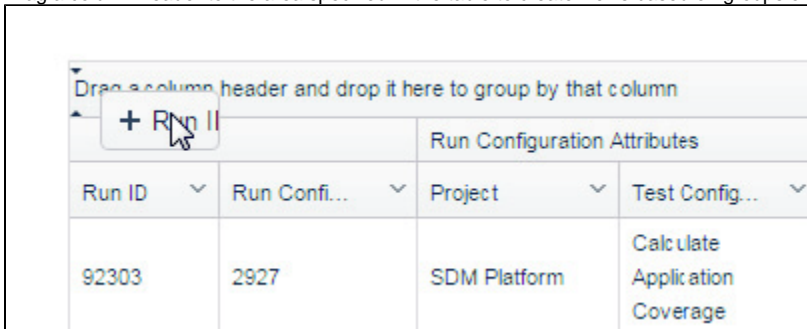 Drag a column header and drop it here to group by that column
+ Run I
Run Configuration Attributes
Run ID Run Confi... Project Test Config...
92303 2927 SDM Platform Calculate
Application
Coverage